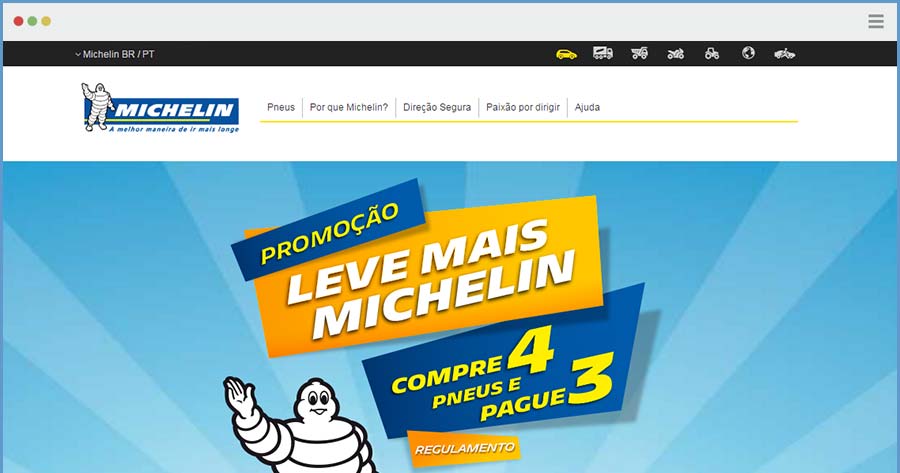 Michelin BR / PT
MICHELIN
A melhor maneira de ir mais longe
Pneus
Por que Michelin?
Direção Segura
Paixão por dirigir
Ajuda
PROMOÇÃO
LEVE MAIS
MICHELIN
COMPRE 4
PNEUS E
PAGUE 3
REGULAMENTO